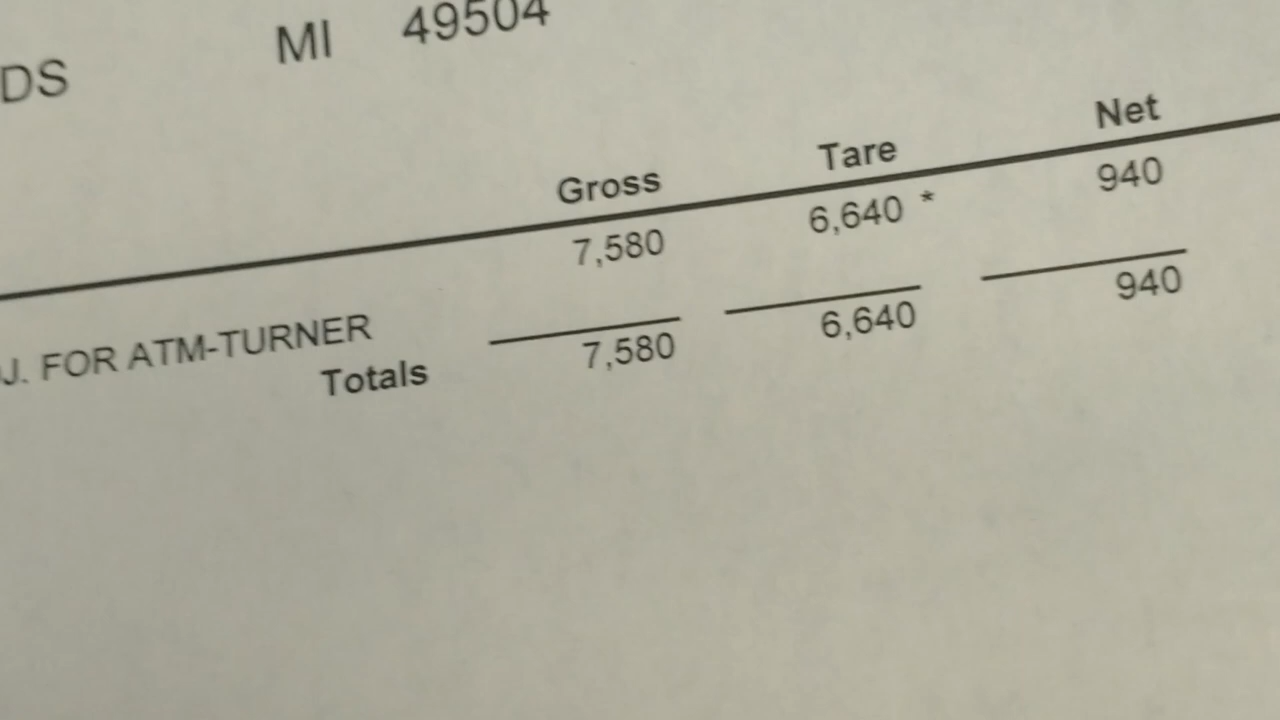 MI 49504
DS
Gross Tare Net
7,580 6,640 * 940
J. FOR ATM-TURNER
Totals 7,580 6,640 940